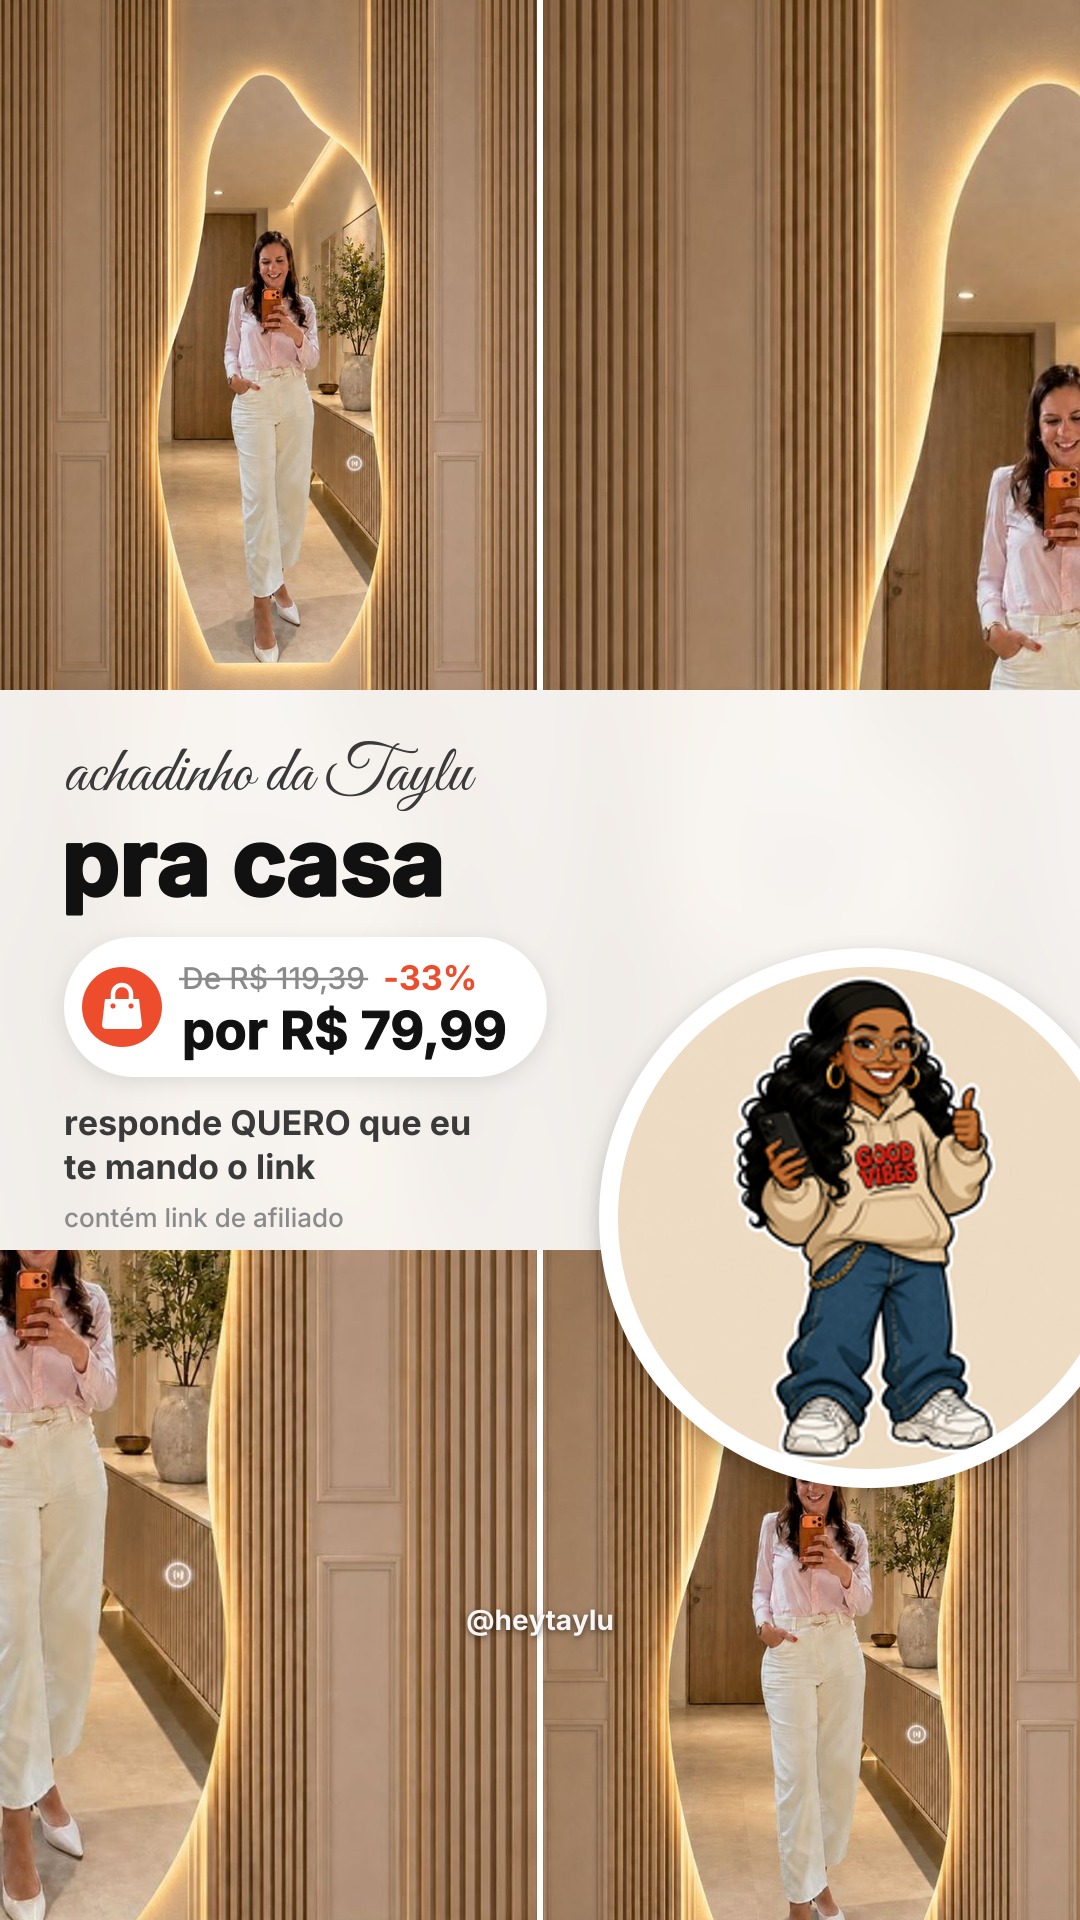 achadinho da Taylu
pra casa
De R$ 119,39 -33%
por R$ 79,99
responde QUERO que eu
te mando o link
contém link de afiliado
GOOD
VIBES
@heytaylu